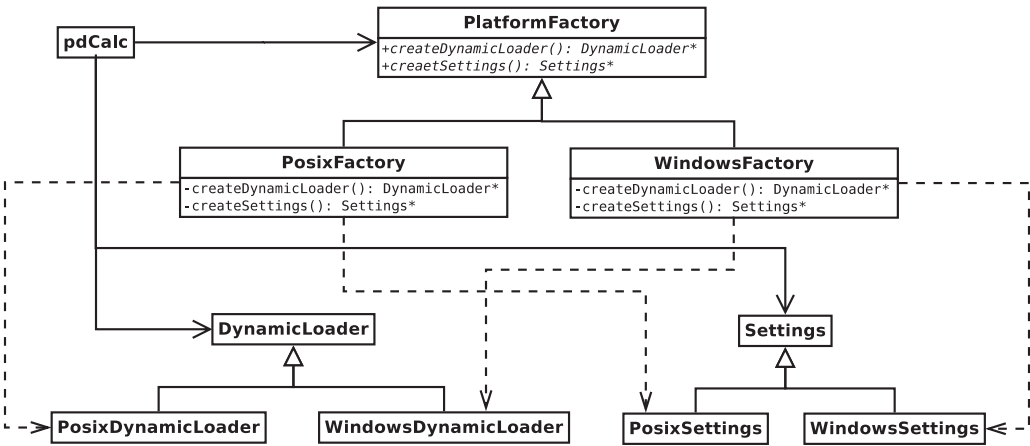 PlatformFactory
pdCalc
+createDynamicLoader(): DynamicLoader*
+creaetSettings(): Settings*
PosixFactory
-createDynamicLoader(): DynamicLoader*
-createSettings(): Settings*
WindowsFactory
-createDynamicLoader(): DynamicLoader*
-createSettings(): Settings*
DynamicLoader
Settings
PosixDynamicLoader
WindowsDynamicLoader
PosixSettings
WindowsSettings